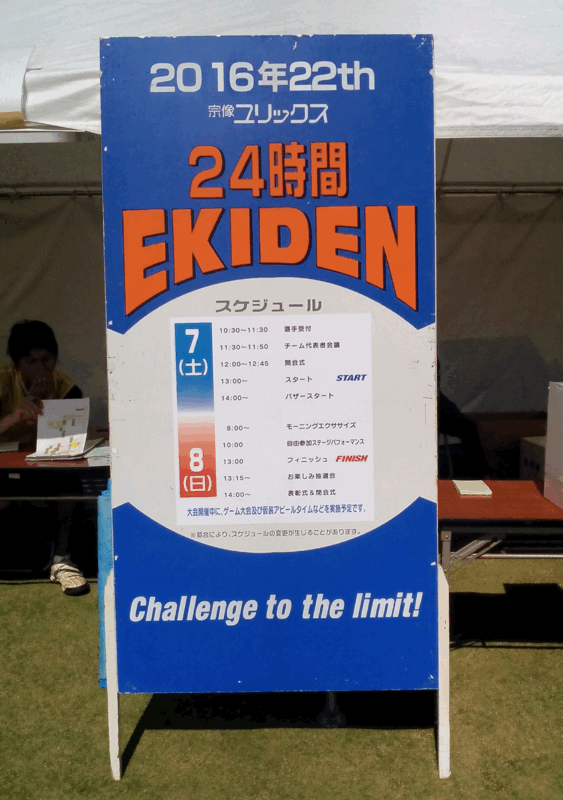 2016年22th
宗像ユリックス
24時間
EKIDEN
スケジュール
7
(土)
10:30〜11:30 選手受付
11:30〜11:50 チーム代表者会議
12:00〜12:45 開会式
13:00〜 スタート START
14:00〜 バザースタート
8
(日)
8:00〜 モーニングエクササイズ
10:00 自由参加ステージパフォーマンス
13:00 フィニッシュ FINISH
13:15〜 お楽しみ抽選会
14:00〜 表彰式&閉会式
大会開催中に、ゲーム大会及び仮装アピールタイムなどを実施予定です。
※都合により、スケジュールの変更が生じることがあります。
Challenge to the limit!